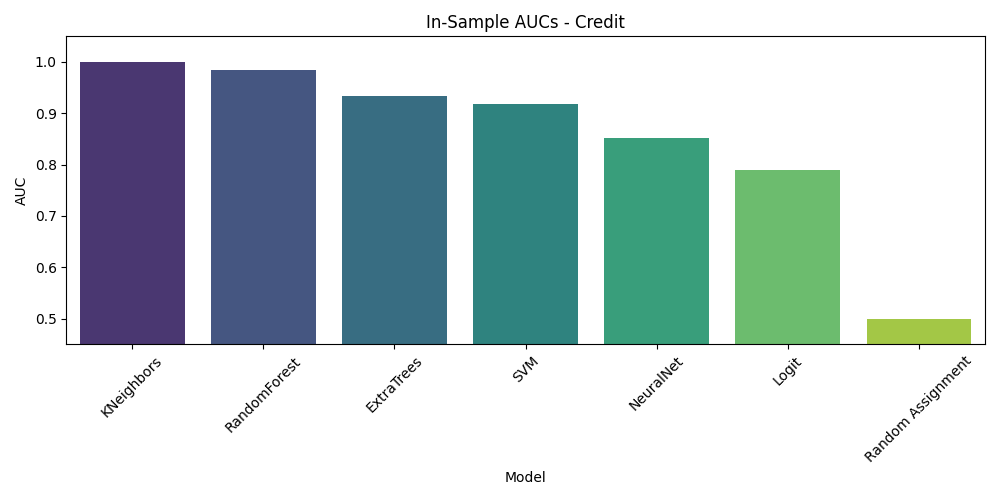 In-Sample AUCs - Credit
AUC
1.0
0.9
0.8
0.7
0.6
0.5
KNeighbors
RandomForest
ExtraTrees
SVM
NeuralNet
Logit
Random Assignment
Model